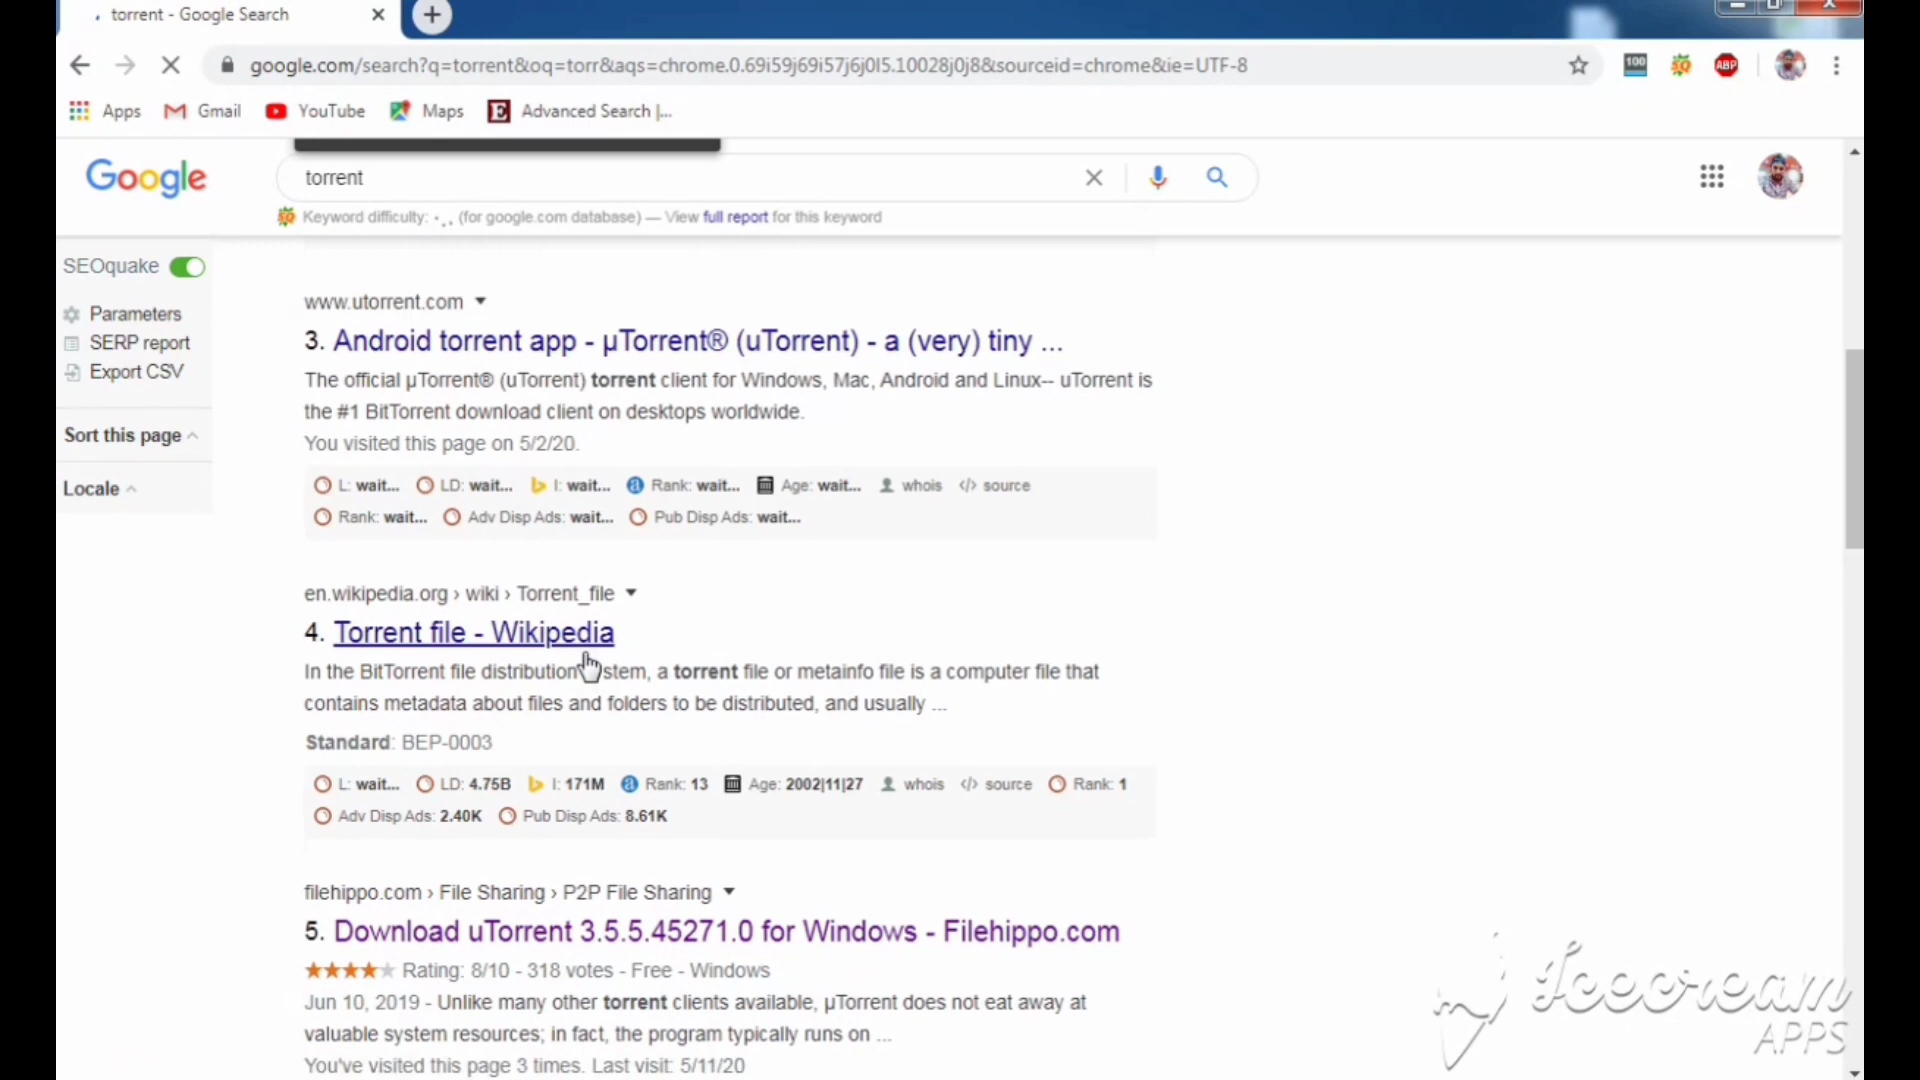 torrent - Google Search
google.com/search?q=torrent&oq=torr&aqs=chrome.0.69i59j69i57j6j0l5.10028j0j8&sourceid=chrome&ie=UTF-8
100
SQ
ABP
Apps
Gmail
YouTube
Maps
E
Advanced Search |...
Google
torrent
Keyword difficulty: (for google.com database) — View full report for this keyword
SEOquake
Parameters
SERP report
Export CSV
Sort this page
Locale
www.utorrent.com
3. Android torrent app - µTorrent® (uTorrent) - a (very) tiny ...
The official µTorrent® (uTorrent) torrent client for Windows, Mac, Android and Linux-- uTorrent is
the #1 BitTorrent download client on desktops worldwide.
You visited this page on 5/2/20.
L: wait... LD: wait... I: wait... Rank: wait... Age: wait... whois source
Rank: wait... Adv Disp Ads: wait... Pub Disp Ads: wait...
en.wikipedia.org › wiki › Torrent_file
4. Torrent file - Wikipedia
In the BitTorrent file distribution stem, a torrent file or metainfo file is a computer file that
contains metadata about files and folders to be distributed, and usually ...
Standard: BEP-0003
L: wait... LD: 4.75B I: 171M Rank: 13 Age: 2002|11|27 whois source Rank: 1
Adv Disp Ads: 2.40K Pub Disp Ads: 8.61K
filehippo.com › File Sharing › P2P File Sharing
5. Download uTorrent 3.5.5.45271.0 for Windows - Filehippo.com
Rating: 8/10 - 318 votes - Free - Windows
Jun 10, 2019 - Unlike many other torrent clients available, µTorrent does not eat away at
valuable system resources; in fact, the program typically runs on ...
You've visited this page 3 times. Last visit: 5/11/20
Icecream
APPS